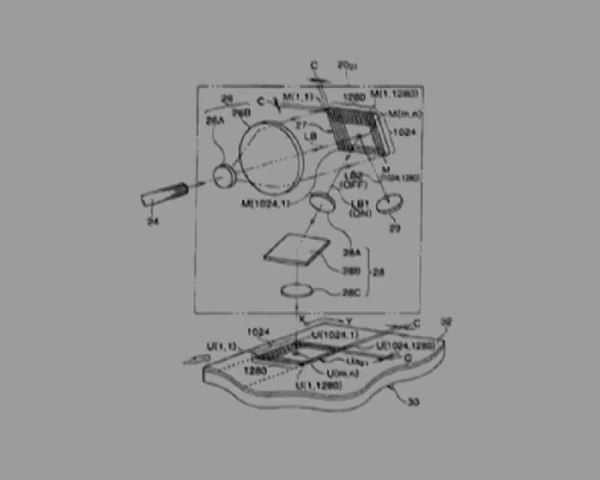 C
20₀₁
M(1,1)
1280
M(1,1280)
26
C
26B
M(m,n)
26A
27
1024
LB
M
(1024,1280)
LB2
(OFF)
M(1024,1)
LB1
(ON)
24
29
28A
28B
28
28C
X
Y
C
1024
U(1024,1)
32
U(1,1)
U(1024,1280)
C
1280
U(m,n)
U(1,1280)
30